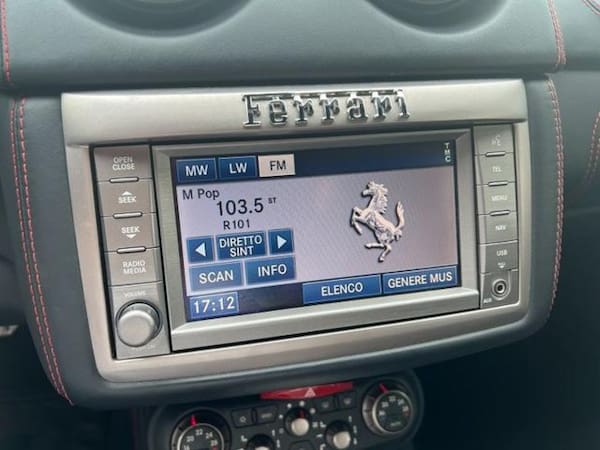 Ferrari
OPEN
CLOSE
SEEK
SEEK
RADIO
MEDIA
VOLUME
MW LW FM
TMC
M Pop
103.5 ST
R101
DIRETTO
SINT
SCAN INFO
17:12
ELENCO
GENERE MUS
TEL
MENU
NAV
USB
AUX